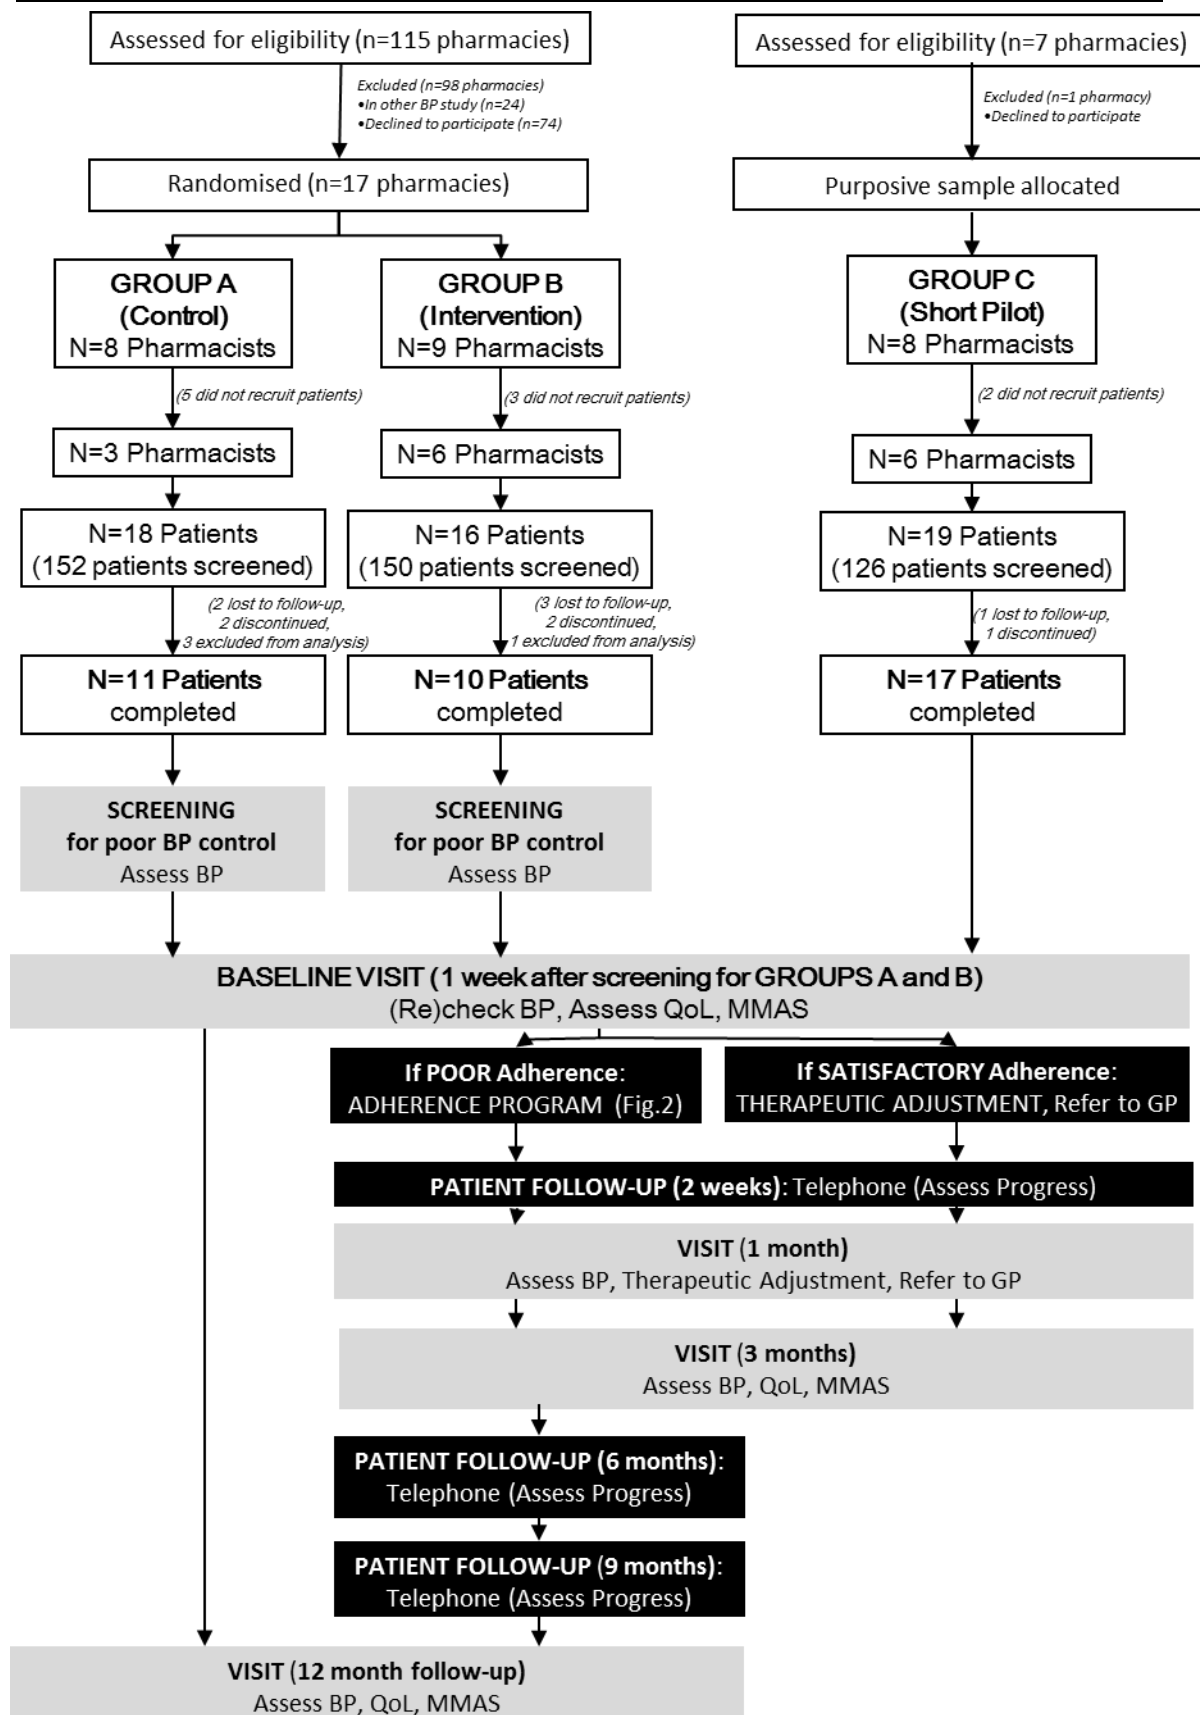 Assessed for eligibility (n=115 pharmacies)
Assessed for eligibility (n=7 pharmacies)
Excluded (n=98 pharmacies)
•In other BP study (n=24)
•Declined to participate (n=74)
Excluded (n=1 pharmacy)
•Declined to participate
Randomised (n=17 pharmacies)
Purposive sample allocated
GROUP A
(Control)
N=8 Pharmacists
GROUP B
(Intervention)
N=9 Pharmacists
GROUP C
(Short Pilot)
N=8 Pharmacists
(5 did not recruit patients)
(3 did not recruit patients)
(2 did not recruit patients)
N=3 Pharmacists
N=6 Pharmacists
N=6 Pharmacists
N=18 Patients
(152 patients screened)
N=16 Patients
(150 patients screened)
N=19 Patients
(126 patients screened)
(2 lost to follow-up,
2 discontinued,
3 excluded from analysis)
(3 lost to follow-up,
2 discontinued,
1 excluded from analysis)
(1 lost to follow-up,
1 discontinued)
N=11 Patients
completed
N=10 Patients
completed
N=17 Patients
completed
SCREENING
for poor BP control
Assess BP
SCREENING
for poor BP control
Assess BP
BASELINE VISIT (1 week after screening for GROUPS A and B)
(Re)check BP, Assess QoL, MMAS
If POOR Adherence:
ADHERENCE PROGRAM (Fig.2)
If SATISFACTORY Adherence:
THERAPEUTIC ADJUSTMENT, Refer to GP
PATIENT FOLLOW-UP (2 weeks): Telephone (Assess Progress)
VISIT (1 month)
Assess BP, Therapeutic Adjustment, Refer to GP
VISIT (3 months)
Assess BP, QoL, MMAS
PATIENT FOLLOW-UP (6 months):
Telephone (Assess Progress)
PATIENT FOLLOW-UP (9 months):
Telephone (Assess Progress)
VISIT (12 month follow-up)
Assess BP, QoL, MMAS